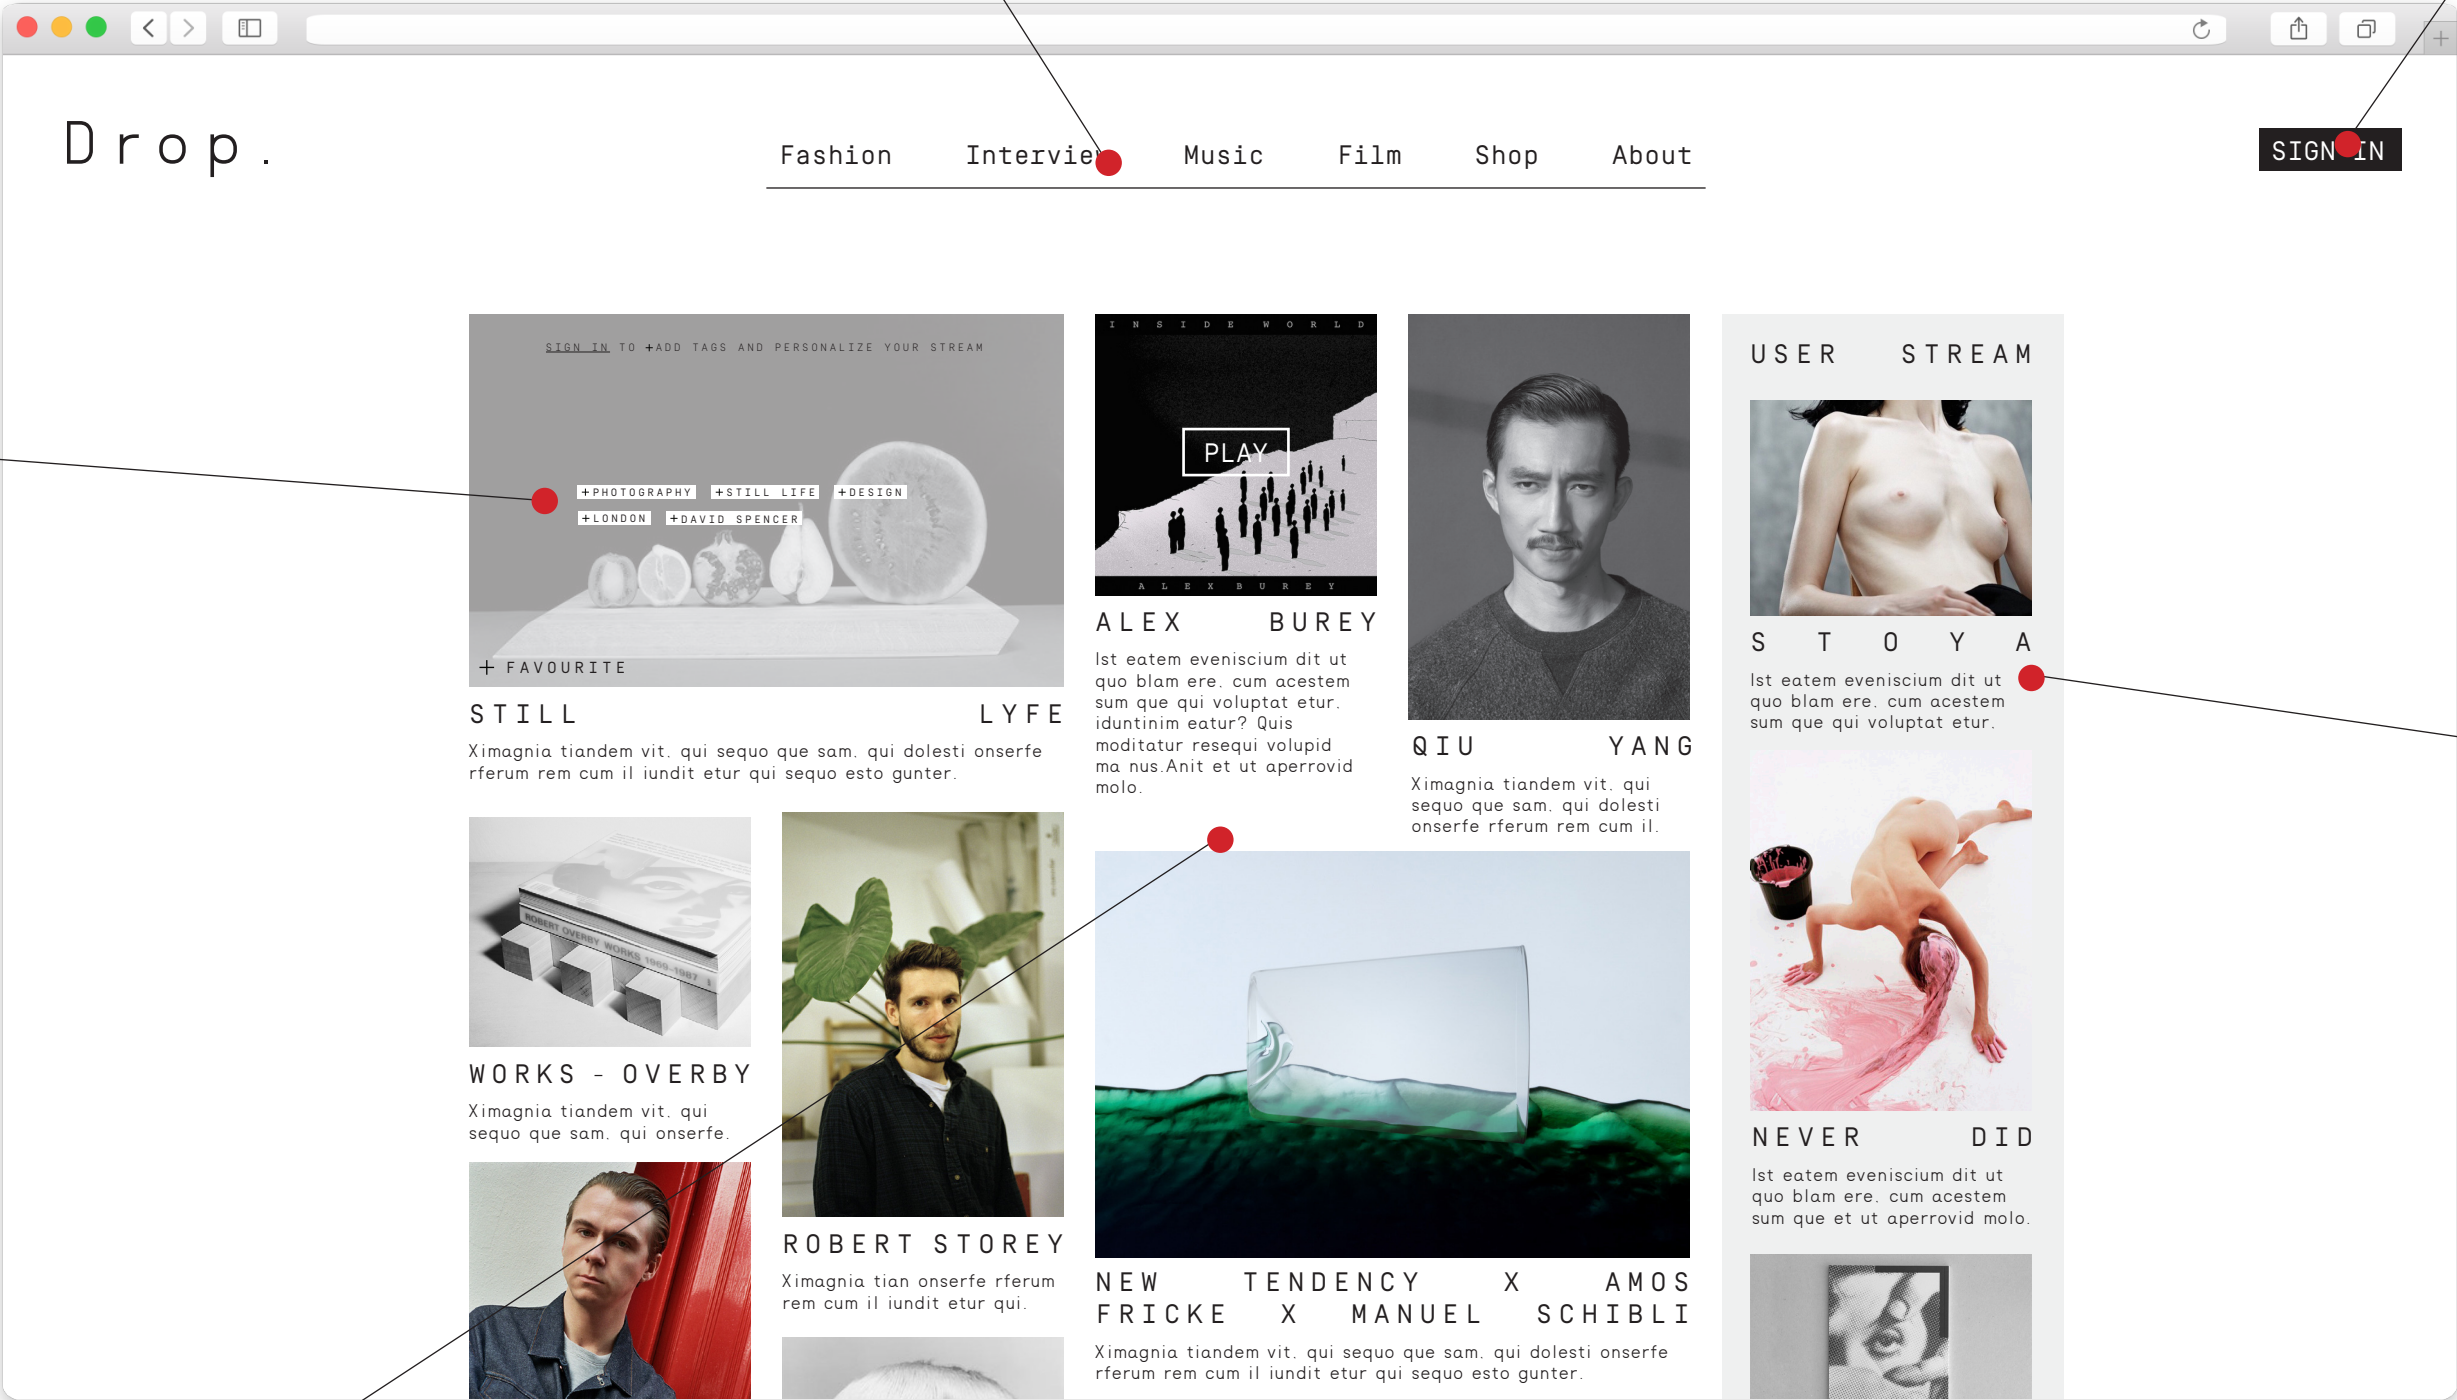 Drop.
Fashion Interview Music Film Shop About
SIGN IN
SIGN IN TO +ADD TAGS AND PERSONALIZE YOUR STREAM
+PHOTOGRAPHY +STILL LIFE +DESIGN
+LONDON +DAVID SPENCER
+ FAVOURITE
STILL LYFE
Ximagnia tiandem vit. qui sequo que sam. qui dolesti onserfe
rferum rem cum il iundit etur qui sequo esto gunter.
ROBERT OVERBY WORKS 1969-1987
WORKS - OVERBY
Ximagnia tiandem vit. qui
sequo que sam. qui onserfe.
ROBERT STOREY
Ximagnia tian onserfe rferum
rem cum il iundit etur qui.
INSIDE WORLD
PLAY
ALEX BUREY
ALEX BUREY
Ist eatem eveniscium dit ut
quo blam ere. cum acestem
sum que qui voluptat etur.
iduntinim eatur? Quis
moditatur resequi volupid
ma nus.Anit et ut aperrovid
molo.
QIU YANG
Ximagnia tiandem vit. qui
sequo que sam. qui dolesti
onserfe rferum rem cum il.
NEW TENDENCY X AMOS
FRICKE X MANUEL SCHIBLI
Ximagnia tiandem vit. qui sequo que sam. qui dolesti onserfe
rferum rem cum il iundit etur qui sequo esto gunter.
USER STREAM
STOYA
Ist eatem eveniscium dit ut
quo blam ere. cum acestem
sum que qui voluptat etur.
NEVER DID
Ist eatem eveniscium dit ut
quo blam ere. cum acestem
sum que et ut aperrovid molo.